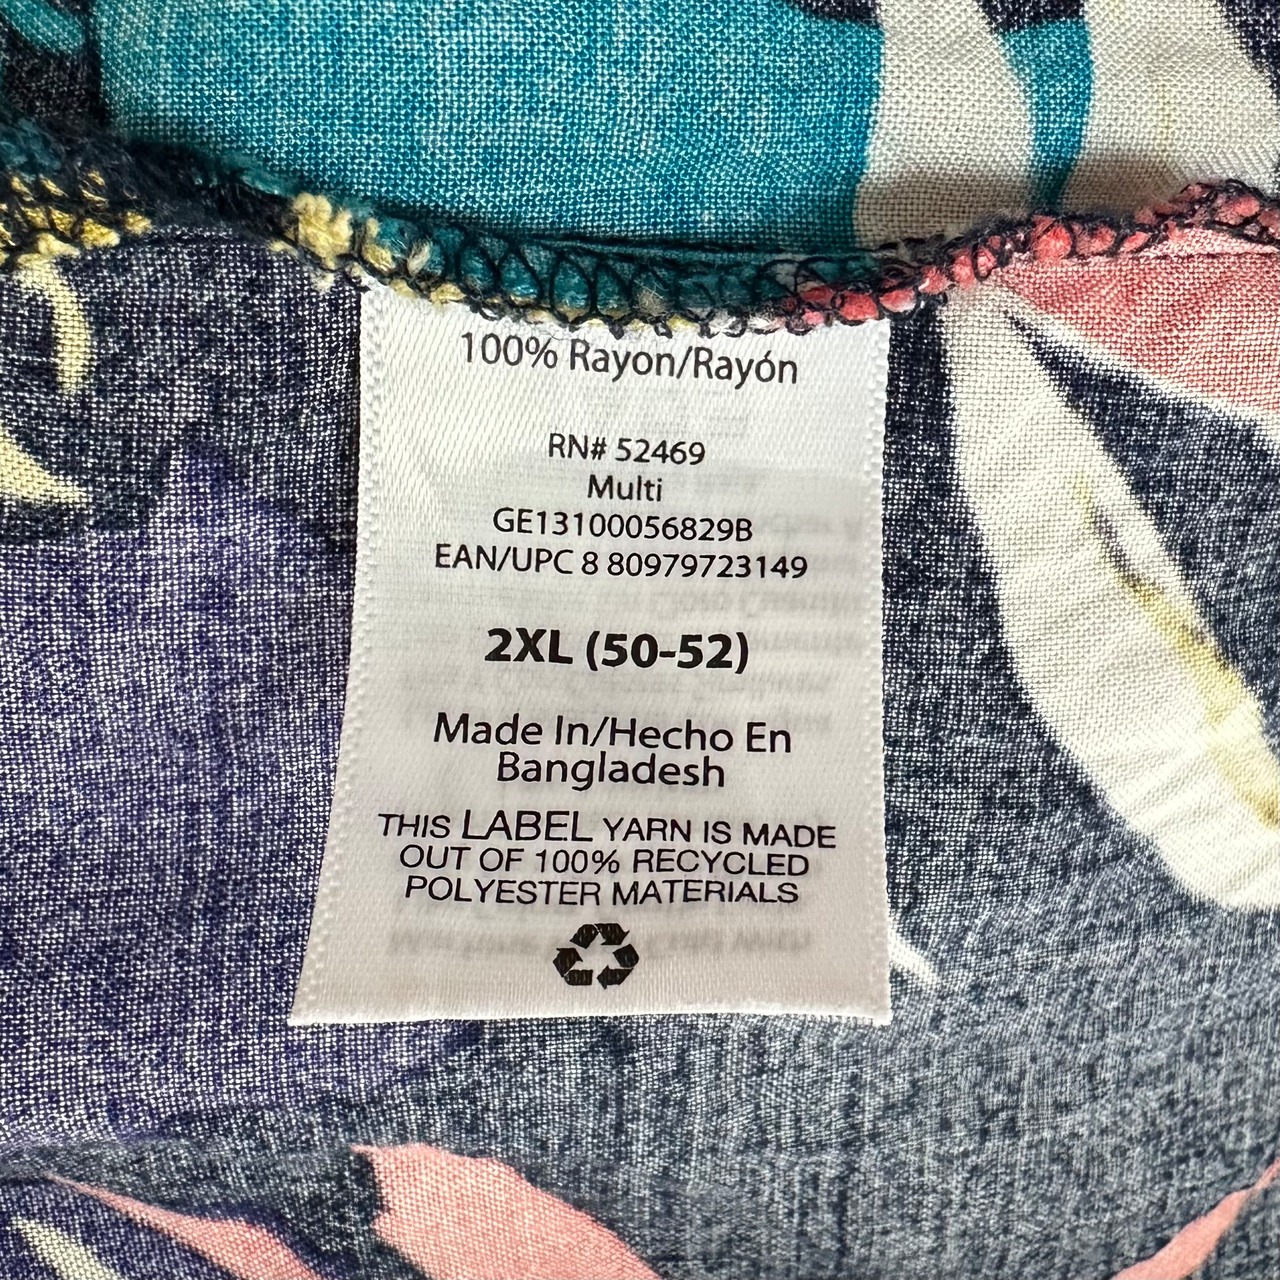 100% Rayon/Rayón
RN# 52469
Multi
GE13100056829B
EAN/UPC 8 80979723149
2XL (50-52)
Made In/Hecho En
Bangladesh
THIS LABEL YARN IS MADE
OUT OF 100% RECYCLED
POLYESTER MATERIALS